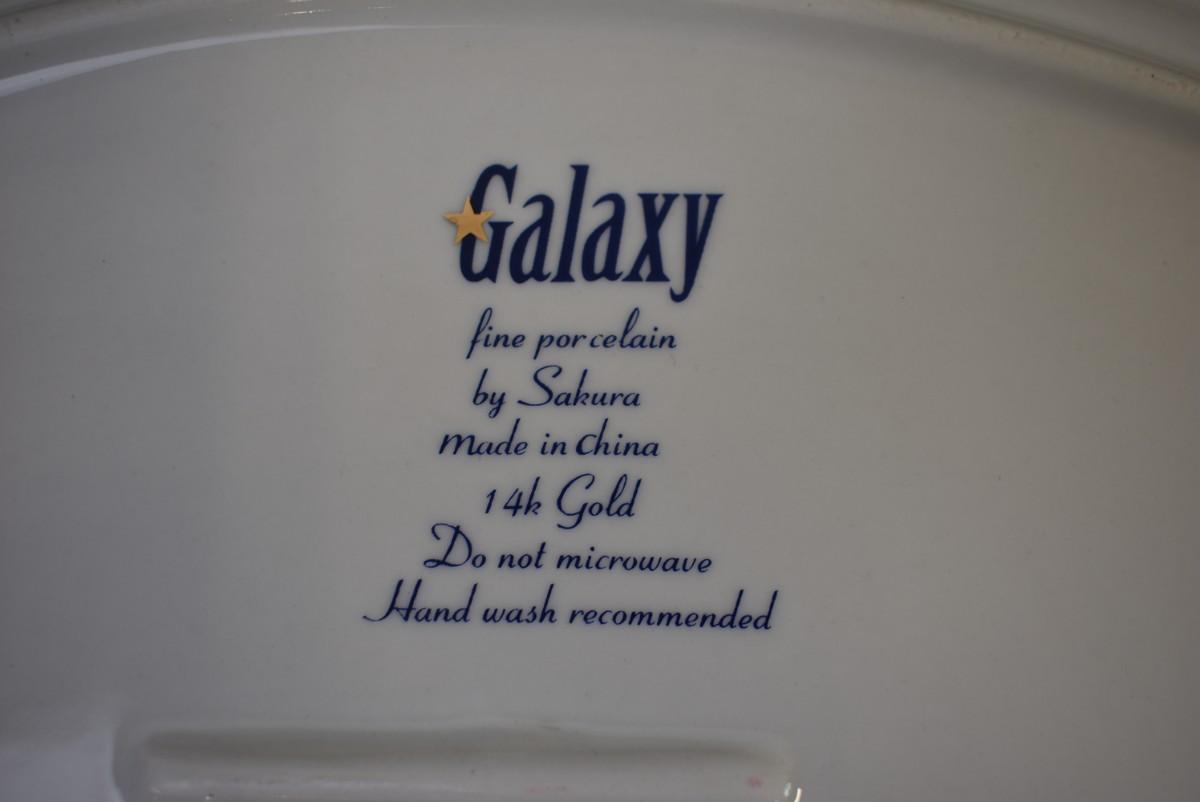 Galaxy
fine porcelain
by Sakura
made in China
14k Gold
Do not microwave
Hand wash recommended